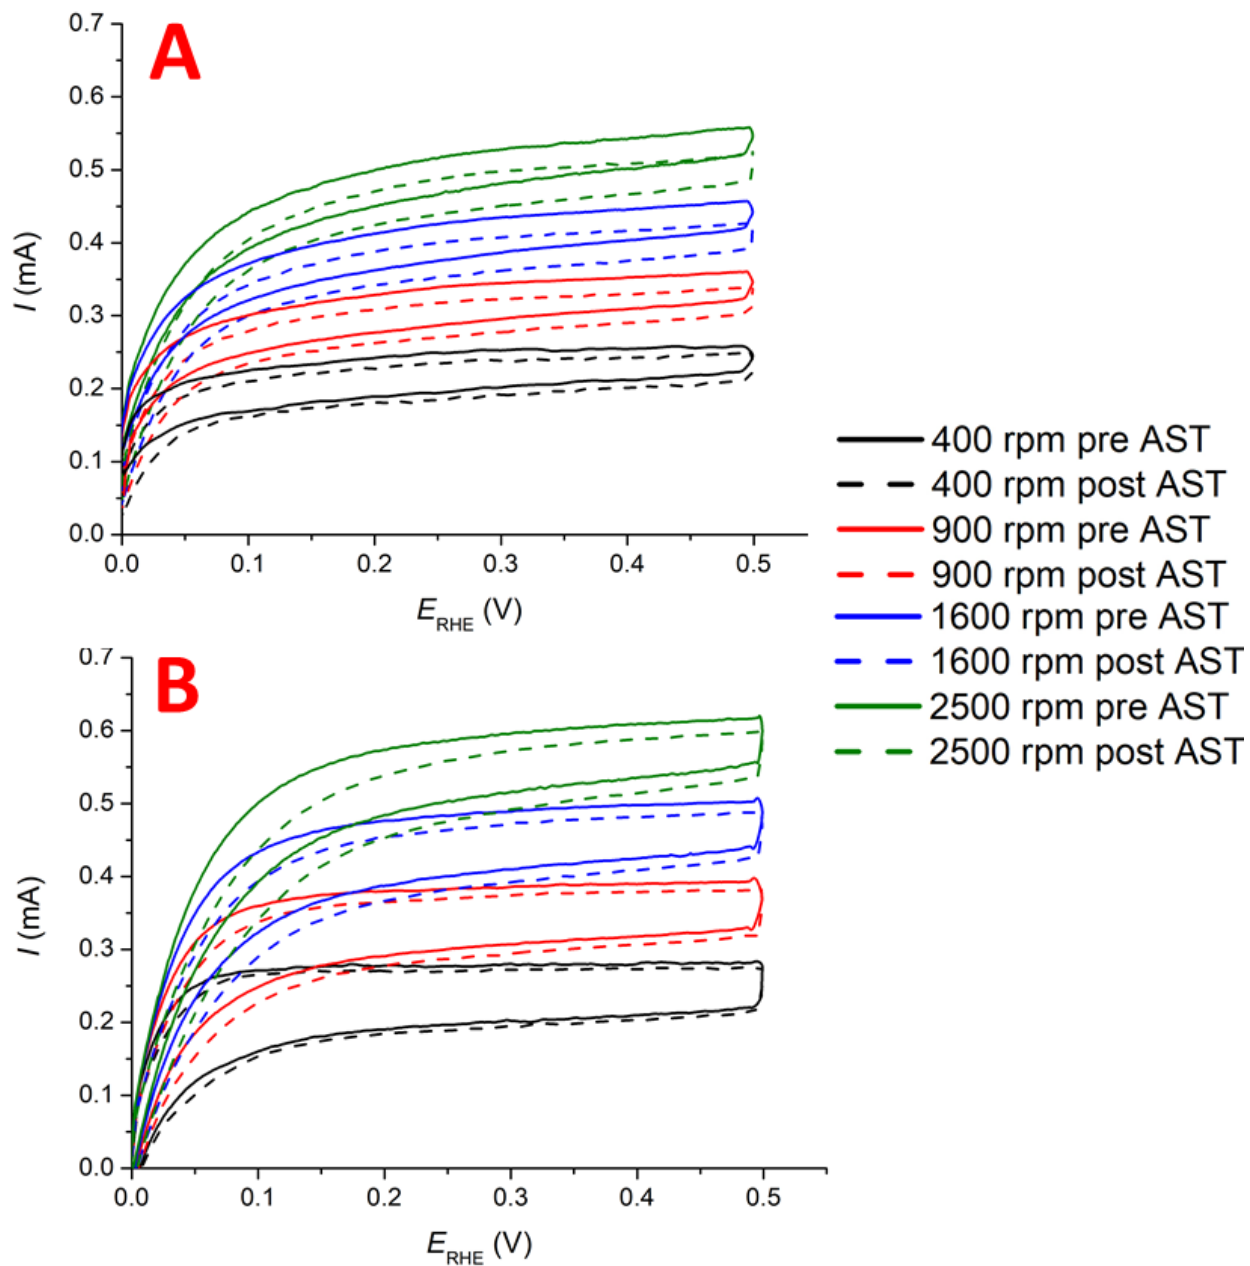 A
0.7
0.6
0.5
0.4
0.3
0.2
0.1
0.0
I (mA)
0.0 0.1 0.2 0.3 0.4 0.5
E_RHE (V)
400 rpm pre AST
400 rpm post AST
900 rpm pre AST
900 rpm post AST
1600 rpm pre AST
1600 rpm post AST
2500 rpm pre AST
2500 rpm post AST
B
0.7
0.6
0.5
0.4
0.3
0.2
0.1
0.0
I (mA)
0.0 0.1 0.2 0.3 0.4 0.5
E_RHE (V)